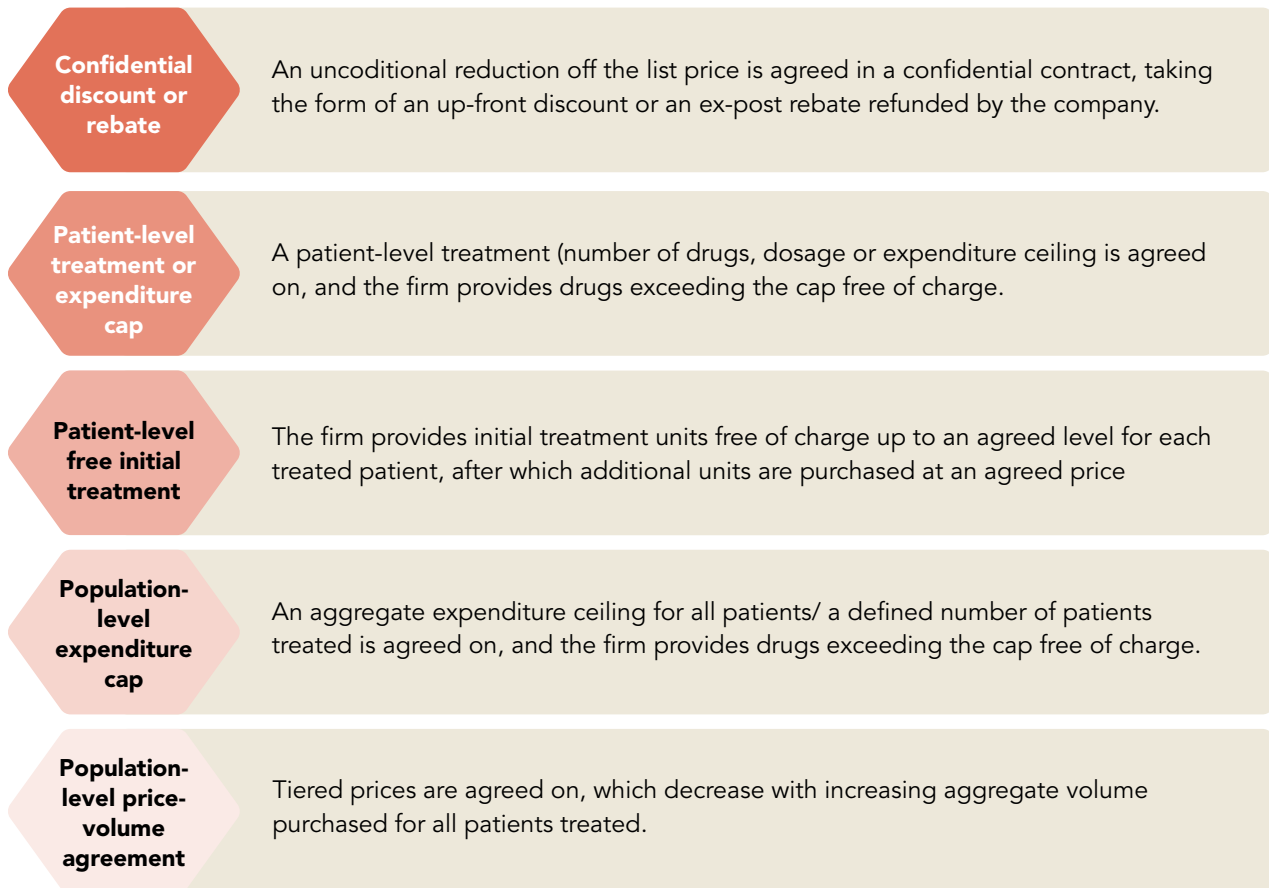 Confidential
discount or
rebate
An uncoditional reduction off the list price is agreed in a confidential contract, taking
the form of an up-front discount or an ex-post rebate refunded by the company.
Patient-level
treatment or
expenditure
cap
A patient-level treatment (number of drugs, dosage or expenditure ceiling is agreed
on, and the firm provides drugs exceeding the cap free of charge.
Patient-level
free initial
treatment
The firm provides initial treatment units free of charge up to an agreed level for each
treated patient, after which additional units are purchased at an agreed price
Population-
level
expenditure
cap
An aggregate expenditure ceiling for all patients/ a defined number of patients
treated is agreed on, and the firm provides drugs exceeding the cap free of charge.
Population-
level price-
volume
agreement
Tiered prices are agreed on, which decrease with increasing aggregate volume
purchased for all patients treated.